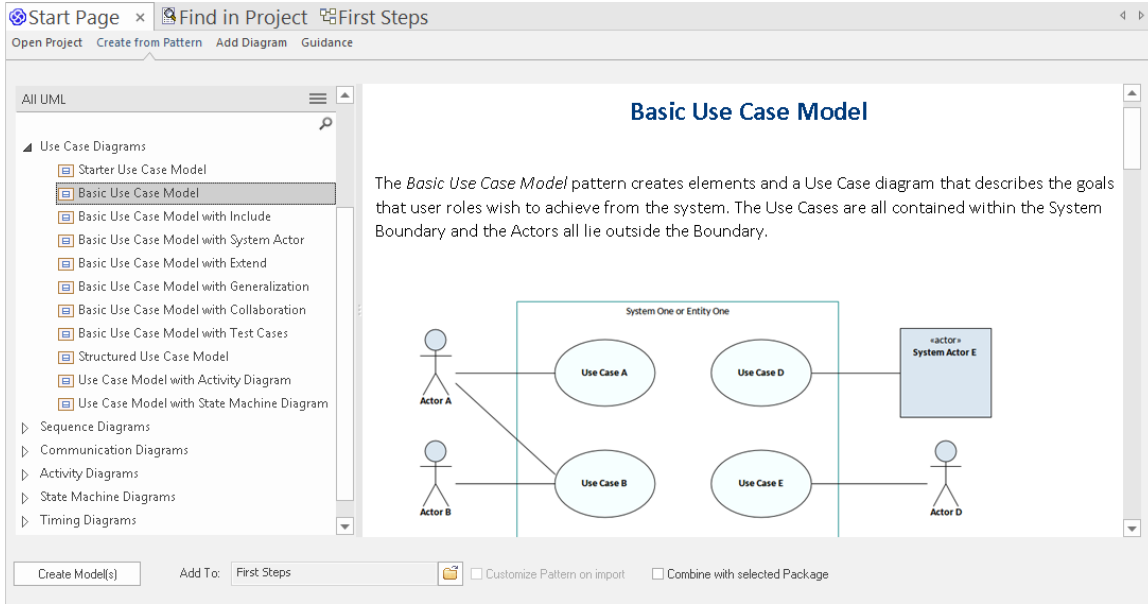 Start Page × Find in Project First Steps
Open Project Create from Pattern Add Diagram Guidance
All UML
Use Case Diagrams
Starter Use Case Model
Basic Use Case Model
Basic Use Case Model with Include
Basic Use Case Model with System Actor
Basic Use Case Model with Extend
Basic Use Case Model with Generalization
Basic Use Case Model with Collaboration
Basic Use Case Model with Test Cases
Structured Use Case Model
Use Case Model with Activity Diagram
Use Case Model with State Machine Diagram
Sequence Diagrams
Communication Diagrams
Activity Diagrams
State Machine Diagrams
Timing Diagrams
Basic Use Case Model
The Basic Use Case Model pattern creates elements and a Use Case diagram that describes the goals
that user roles wish to achieve from the system. The Use Cases are all contained within the System
Boundary and the Actors all lie outside the Boundary.
System One or Entity One
Actor A
Use Case A
Use Case D
«actor»
System Actor E
Actor B
Use Case B
Use Case E
Actor D
Create Model(s) Add To: First Steps Customize Pattern on import Combine with selected Package